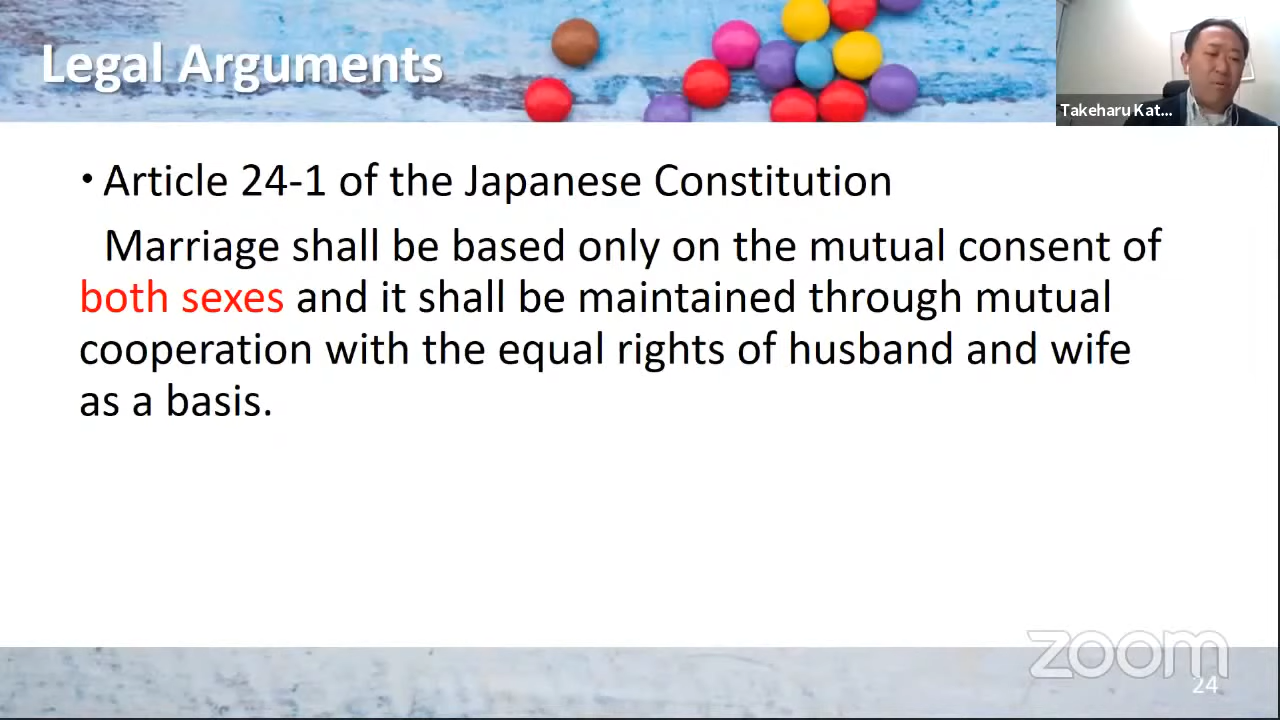 Legal Arguments
Takeharu Kat...
• Article 24-1 of the Japanese Constitution
Marriage shall be based only on the mutual consent of
both sexes and it shall be maintained through mutual
cooperation with the equal rights of husband and wife
as a basis.
zoom
24